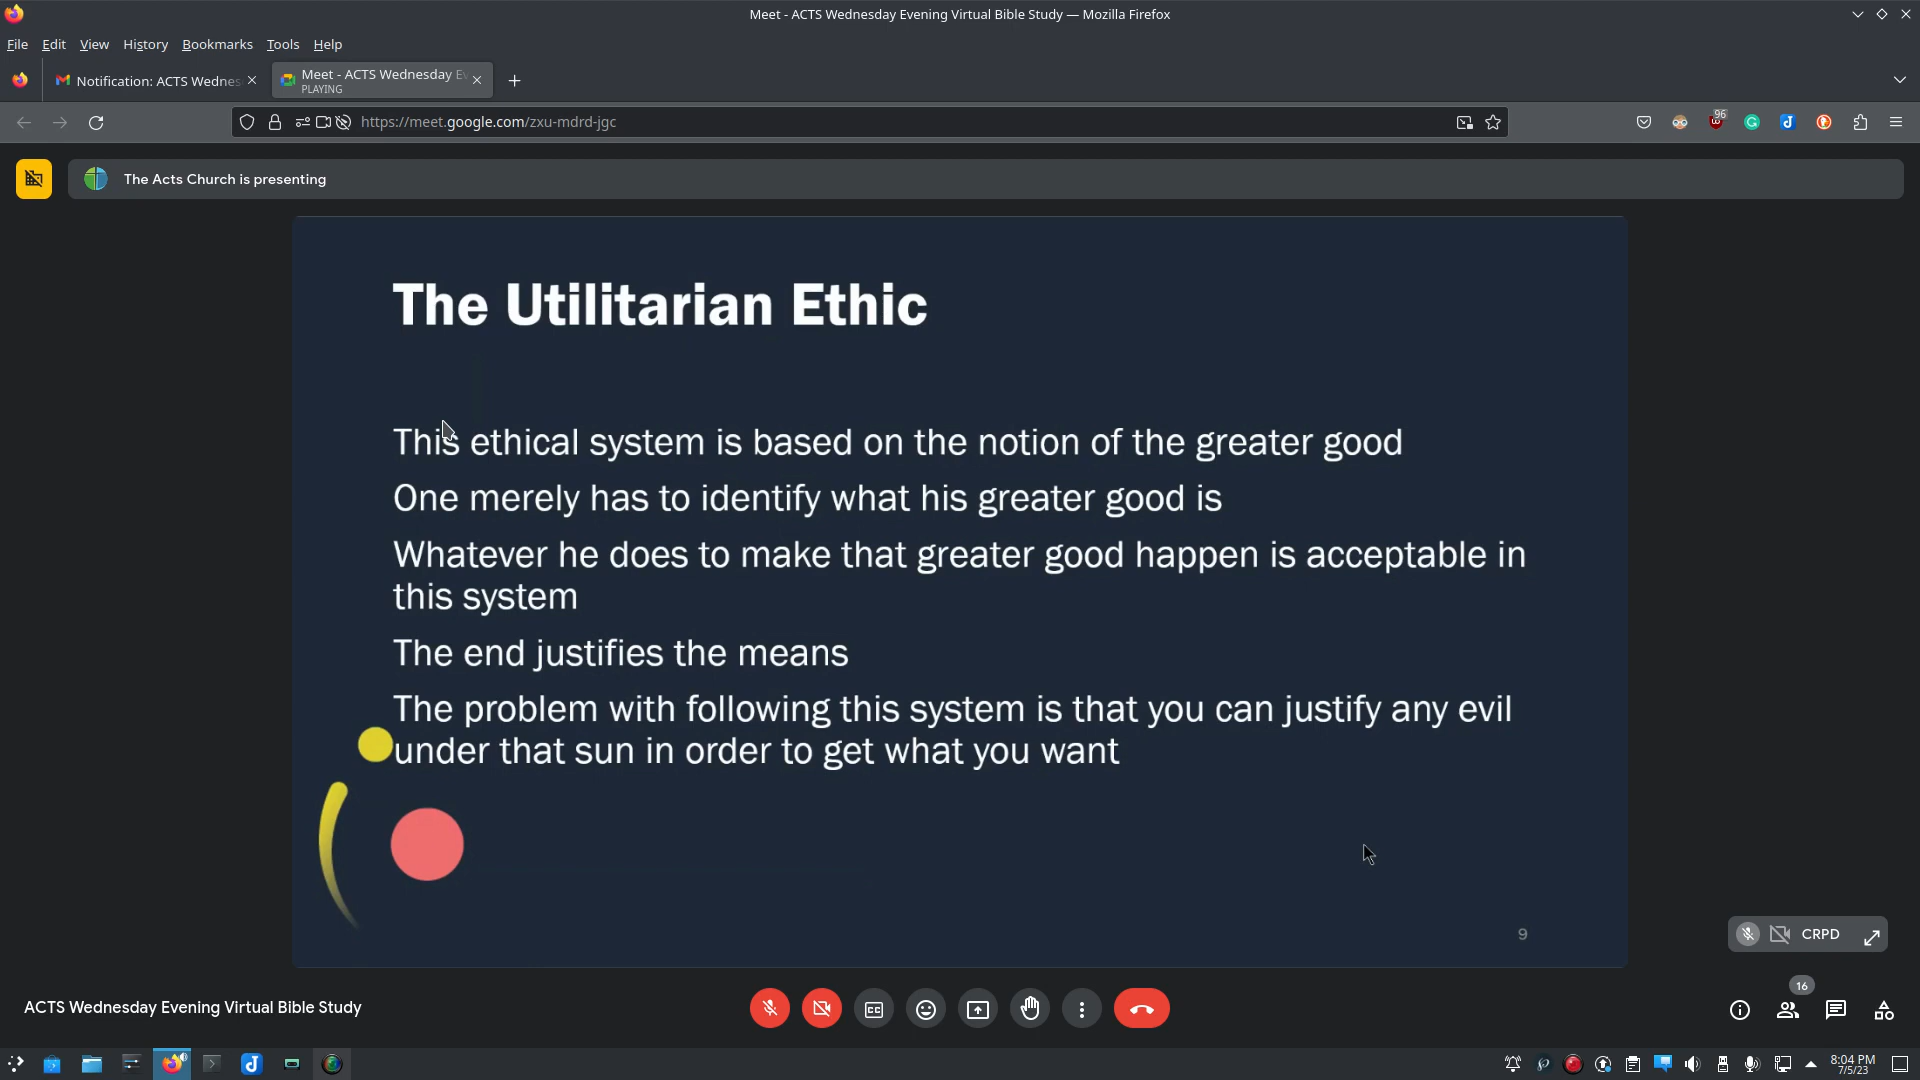 Meet - ACTS Wednesday Evening Virtual Bible Study — Mozilla Firefox
File Edit View History Bookmarks Tools Help
Notification: ACTS Wednes
Meet - ACTS Wednesday Ev
PLAYING
https://meet.google.com/zxu-mdrd-jgc
96
The Acts Church is presenting
The Utilitarian Ethic
This ethical system is based on the notion of the greater good
One merely has to identify what his greater good is
Whatever he does to make that greater good happen is acceptable in
this system
The end justifies the means
The problem with following this system is that you can justify any evil
under that sun in order to get what you want
9
CRPD
16
ACTS Wednesday Evening Virtual Bible Study
8:04 PM
7/5/23